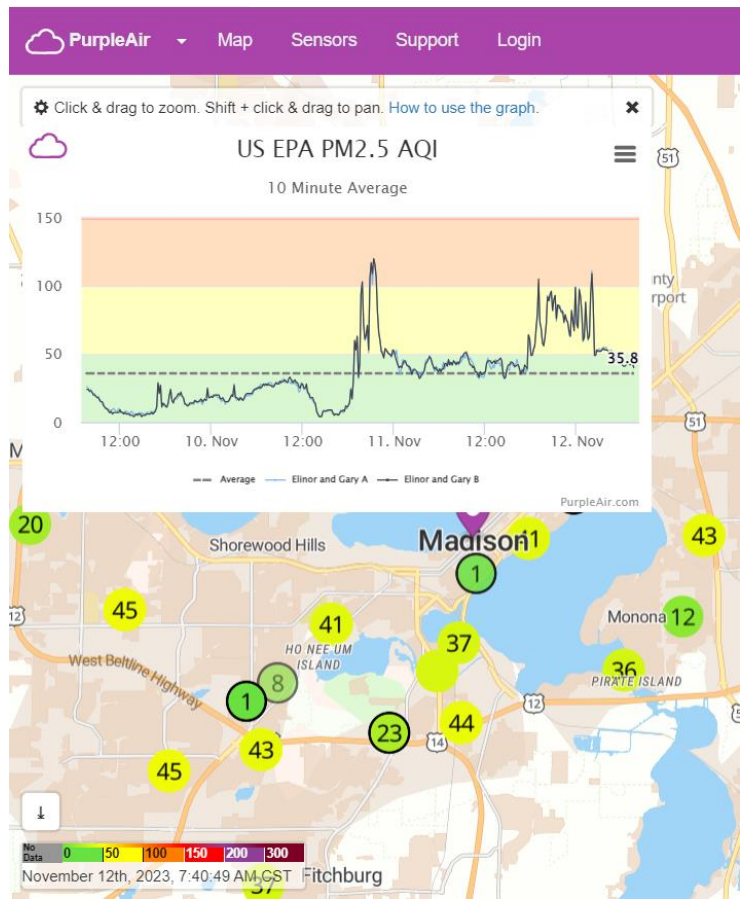 PurpleAir Map Sensors Support Login
Click & drag to zoom. Shift + click & drag to pan. How to use the graph.
US EPA PM2.5 AQI
10 Minute Average
51
150
100
50
0
nty
rport
35.8
51
12:00 10. Nov 12:00 11. Nov 12:00 12. Nov
M
Average Elinor and Gary A Elinor and Gary B
PurpleAir.com
20
Shorewood Hills
Madison
41
43
1
12
45
41
37
Monona
12
HO NEE UM
ISLAND
West Beltline Highway
8
36
PIRATE ISLAND
1
12
23
44
14
43
45
No
Data
0 50 100 150 200 300
November 12th, 2023, 7:40:49 AM CST
37
Fitchburg